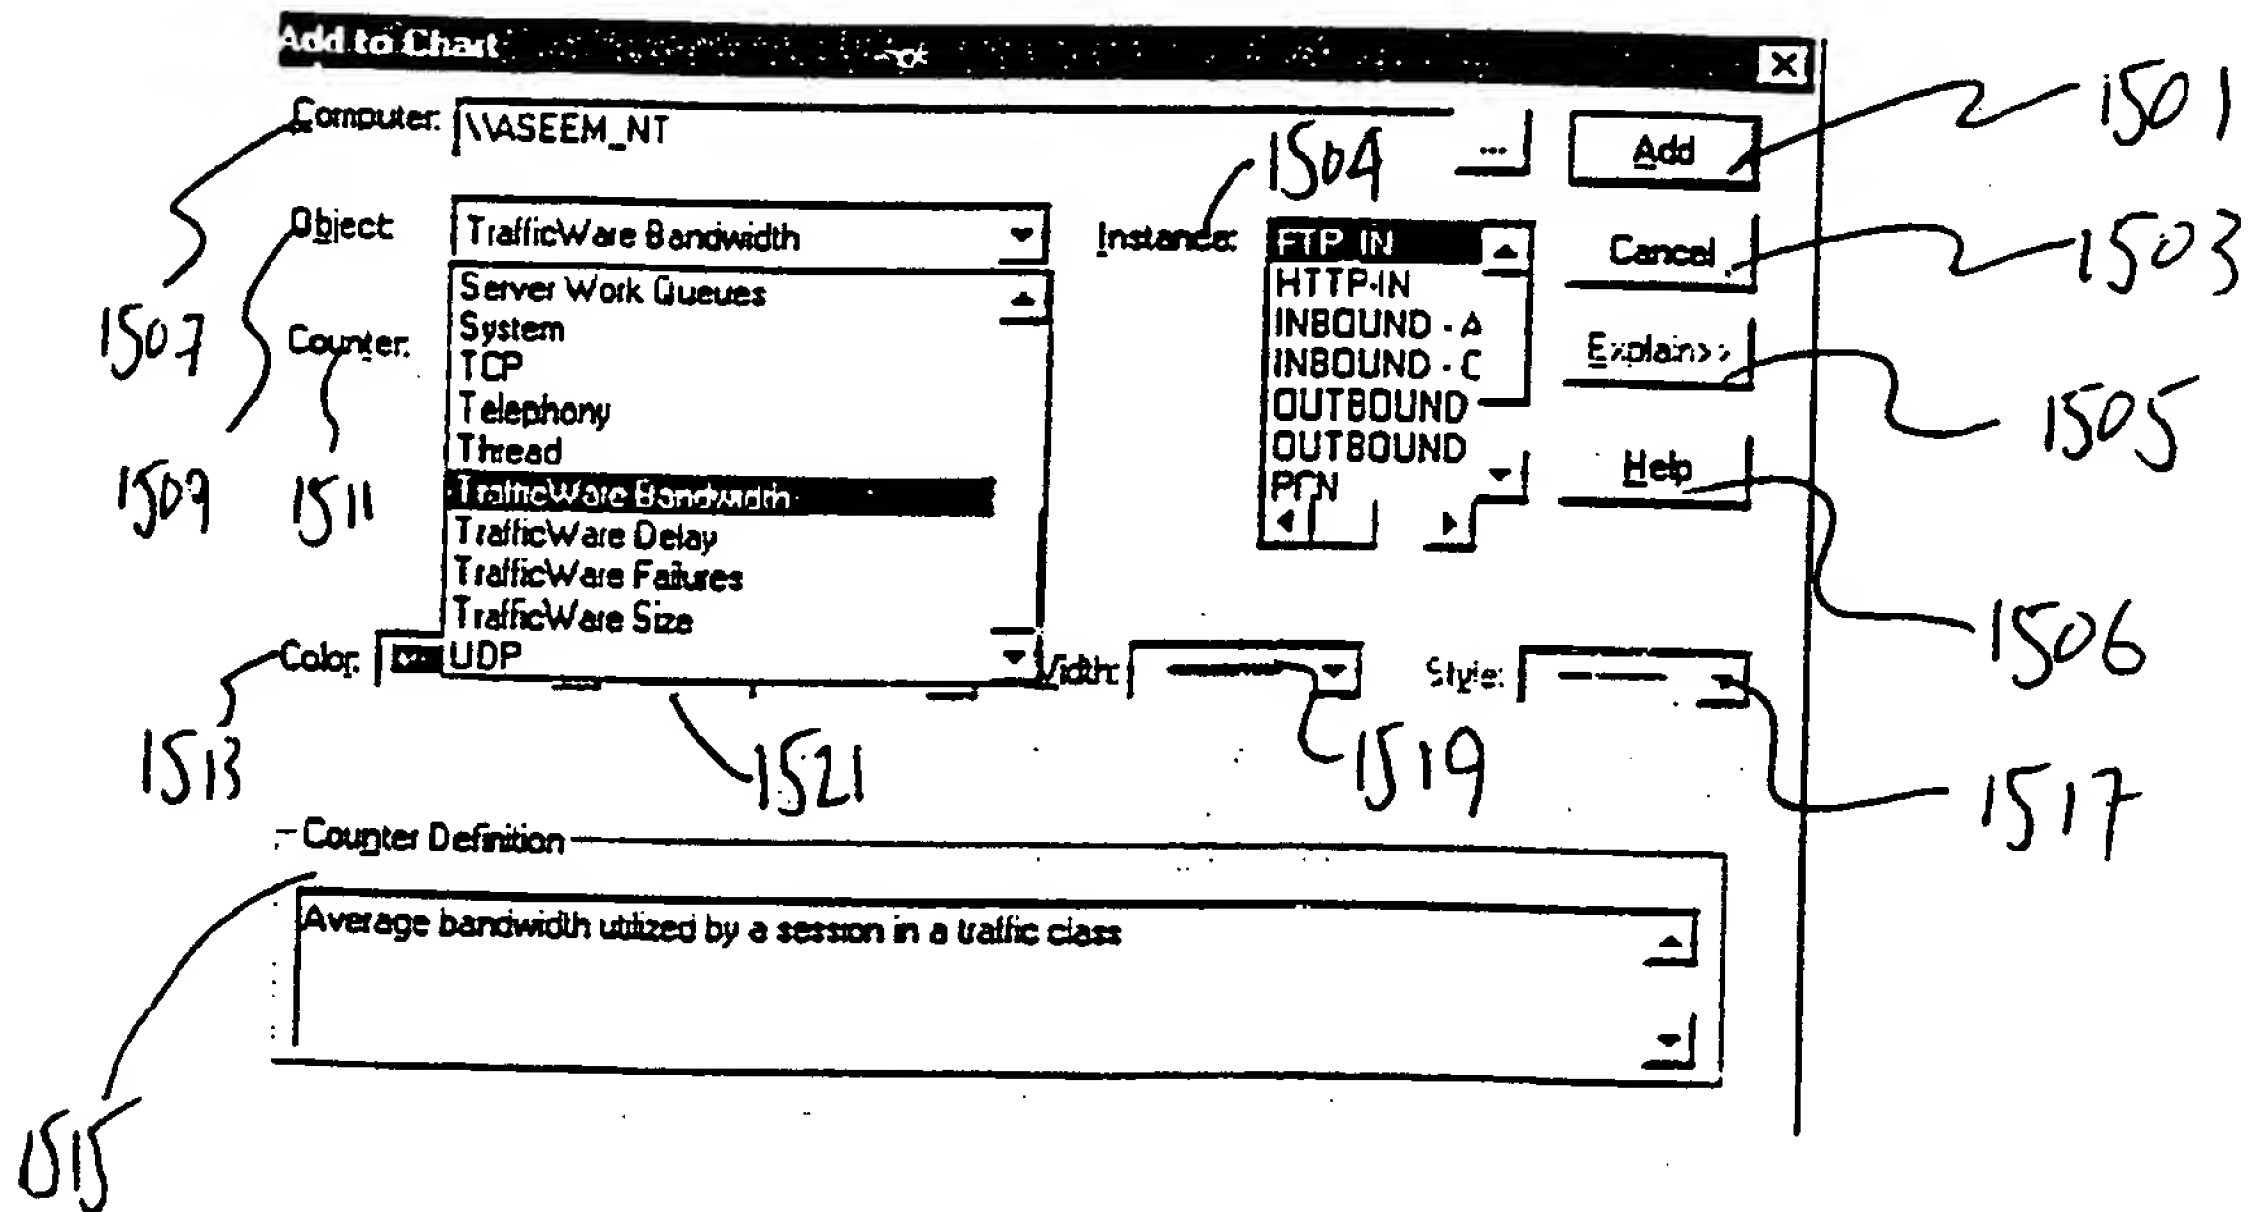 Add to Chart
1501
Computer: \\ASEEM_NT ... Add
1504
Object: TrafficWare Bandwidth Instance: FTP-IN Cancel
1503
Server Work Queues HTTP-IN
System INBOUND - A
1507 Counter: TCP INBOUND - C Explain>>
Telephony OUTBOUND
1505
Thread OUTBOUND Help
1509 1511 TrafficWare Bandwidth
TrafficWare Delay
TrafficWare Failures
TrafficWare Size
1506
Color: UDP Width: Style:
1513 1521 1519 1517
Counter Definition
Average bandwidth utilized by a session in a traffic class
1515